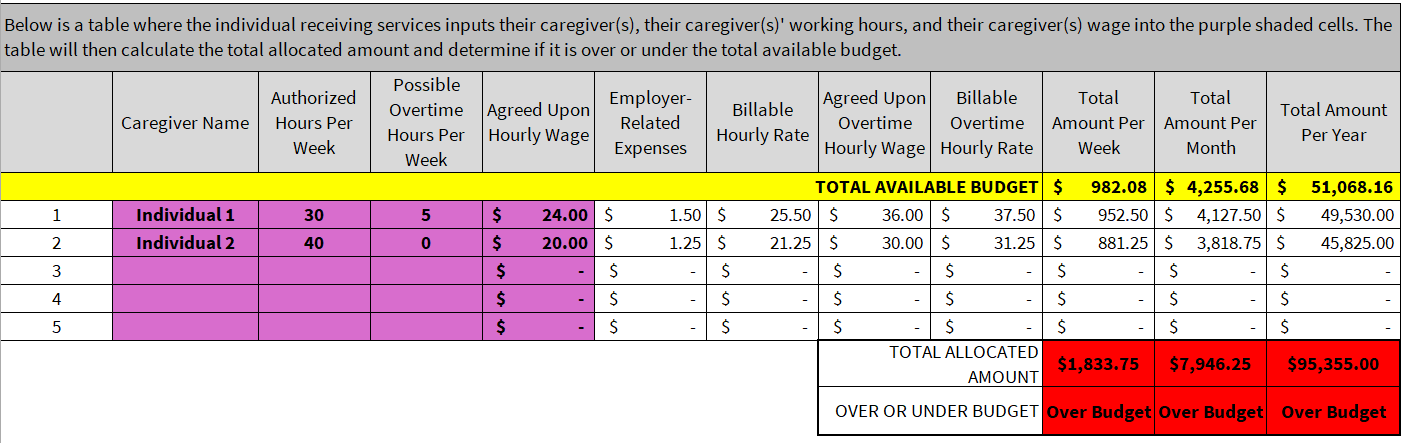 Below is a table where the individual receiving services inputs their caregiver(s), their caregiver(s)' working hours, and their caregiver(s) wage into the purple shaded cells. The
table will then calculate the total allocated amount and determine if it is over or under the total available budget.
Caregiver Name
Authorized
Hours Per
Week
Possible
Overtime
Hours Per
Week
Agreed Upon
Hourly Wage
Employer-
Related
Expenses
Billable
Hourly Rate
Agreed Upon
Overtime
Hourly Wage
Billable
Overtime
Hourly Rate
Total
Amount Per
Week
Total
Amount Per
Month
Total Amount
Per Year
TOTAL AVAILABLE BUDGET $ 982.08 $ 4,255.68 $ 51,068.16
1 Individual 1 30 5 $ 24.00 $ 1.50 $ 25.50 $ 36.00 $ 37.50 $ 952.50 $ 4,127.50 $ 49,530.00
2 Individual 2 40 0 $ 20.00 $ 1.25 $ 21.25 $ 30.00 $ 31.25 $ 881.25 $ 3,818.75 $ 45,825.00
3 $ - $ - $ - $ - $ - $ - $ - $ -
4 $ - $ - $ - $ - $ - $ - $ - $ -
5 $ - $ - $ - $ - $ - $ - $ - $ -
TOTAL ALLOCATED
AMOUNT
$1,833.75 $7,946.25 $95,355.00
OVER OR UNDER BUDGET Over Budget Over Budget Over Budget